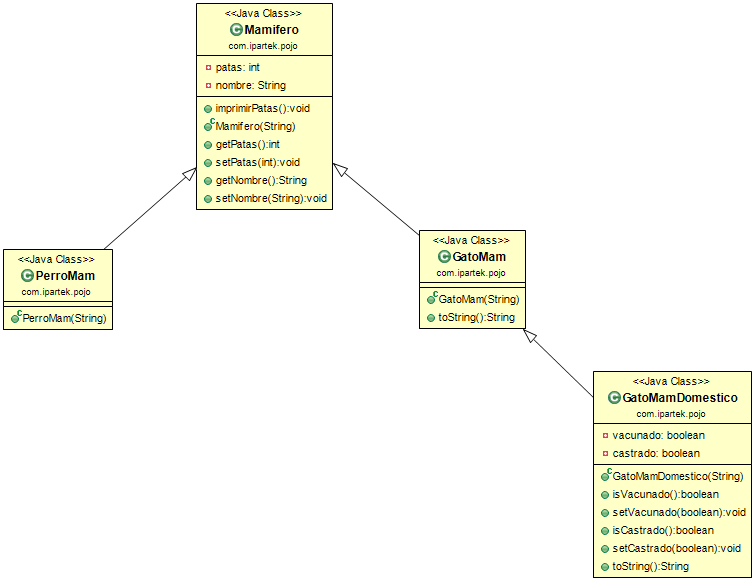 <<Java Class>>
Mamifero
com.ipartek.pojo
patas: int
nombre: String
imprimirPatas():void
Mamifero(String)
getPatas():int
setPatas(int):void
getNombre():String
setNombre(String):void
<<Java Class>>
PerroMam
com.ipartek.pojo
PerroMam(String)
<<Java Class>>
GatoMam
com.ipartek.pojo
GatoMam(String)
toString():String
<<Java Class>>
GatoMamDomestico
com.ipartek.pojo
vacunado: boolean
castrado: boolean
GatoMamDomestico(String)
isVacunado():boolean
setVacunado(boolean):void
isCastrado():boolean
setCastrado(boolean):void
toString():String